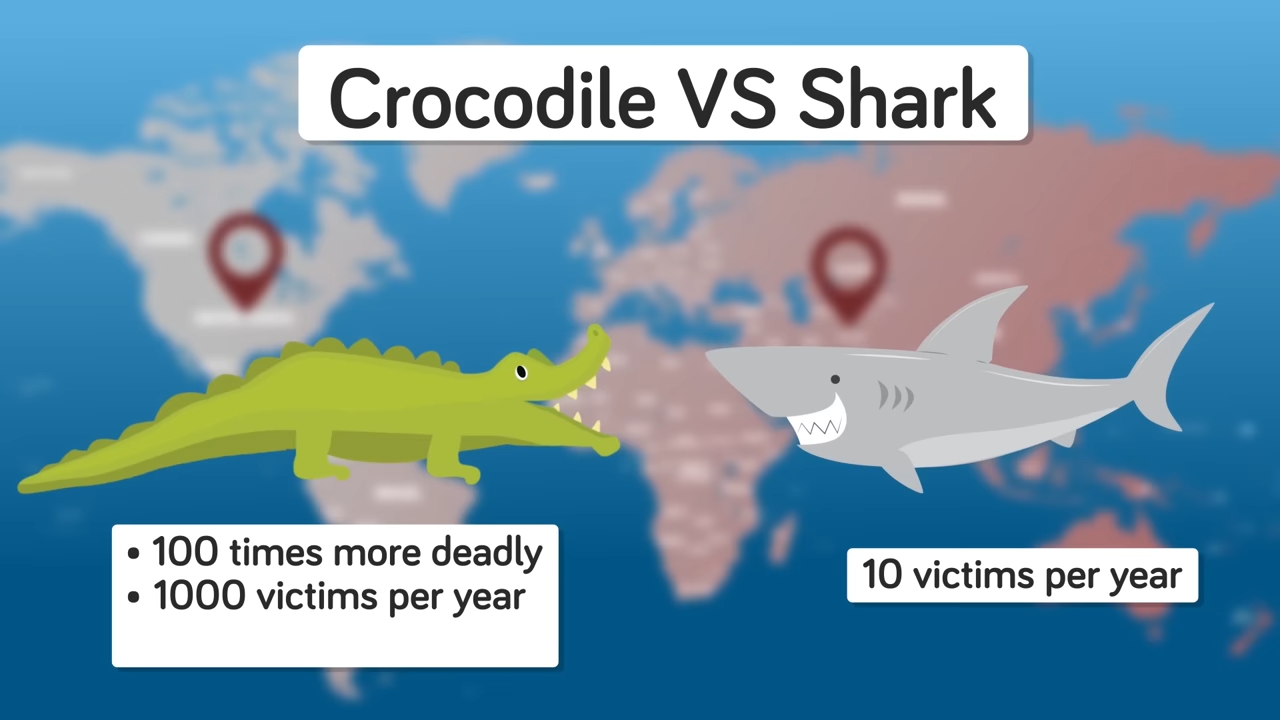 Crocodile VS Shark
• 100 times more deadly
• 1000 victims per year
10 victims per year